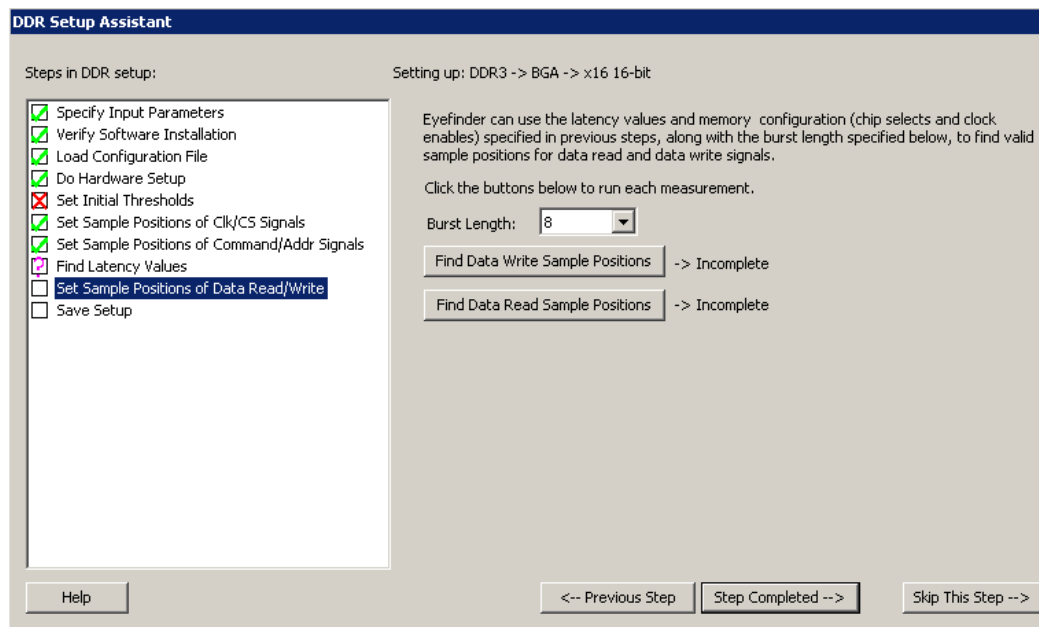 DDR Setup Assistant
Steps in DDR setup:
Setting up: DDR3 -> BGA -> x16 16-bit
Specify Input Parameters
Verify Software Installation
Load Configuration File
Do Hardware Setup
Set Initial Thresholds
Set Sample Positions of Clk/CS Signals
Set Sample Positions of Command/Addr Signals
Find Latency Values
Set Sample Positions of Data Read/Write
Save Setup
Eyefinder can use the latency values and memory configuration (chip selects and clock
enables) specified in previous steps, along with the burst length specified below, to find valid
sample positions for data read and data write signals.
Click the buttons below to run each measurement.
Burst Length: 8
Find Data Write Sample Positions -> Incomplete
Find Data Read Sample Positions -> Incomplete
Help
<-- Previous Step
Step Completed -->
Skip This Step -->